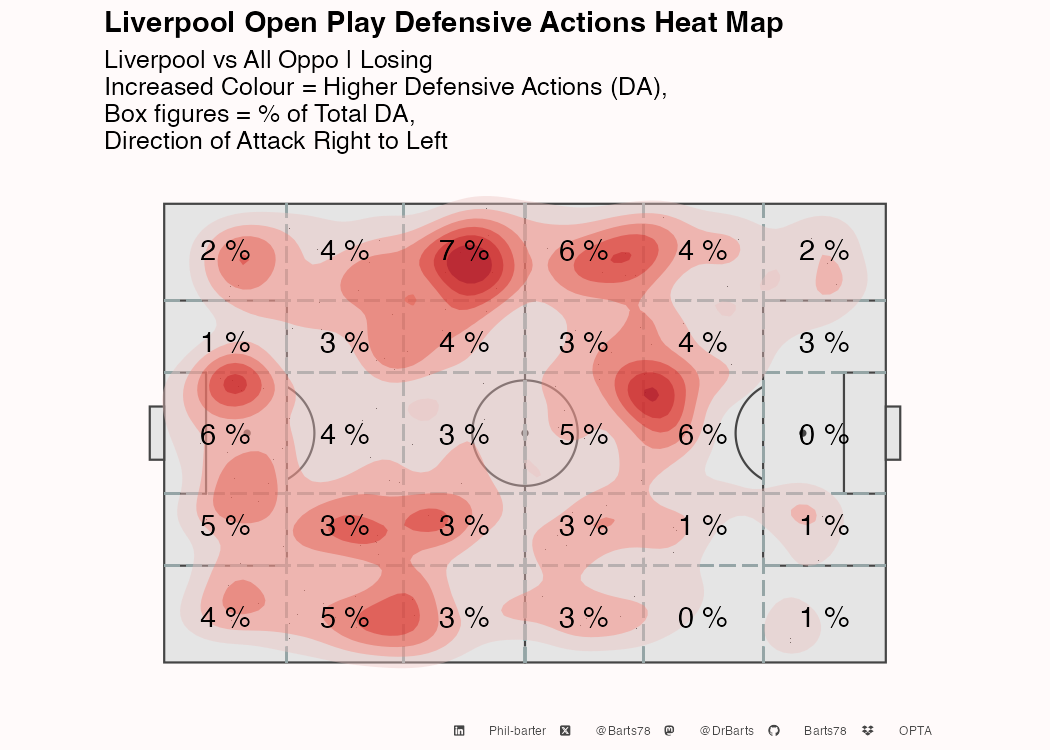 Liverpool Open Play Defensive Actions Heat Map
Liverpool vs All Oppo | Losing
Increased Colour = Higher Defensive Actions (DA),
Box figures = % of Total DA,
Direction of Attack Right to Left
2 % 4 % 7 % 6 % 4 % 2 %
1 % 3 % 4 % 3 % 4 % 3 %
6 % 4 % 3 % 5 % 6 % 0 %
5 % 3 % 3 % 3 % 1 % 1 %
4 % 5 % 3 % 3 % 0 % 1 %
Phil-barter @Barts78 @DrBarts Barts78 OPTA